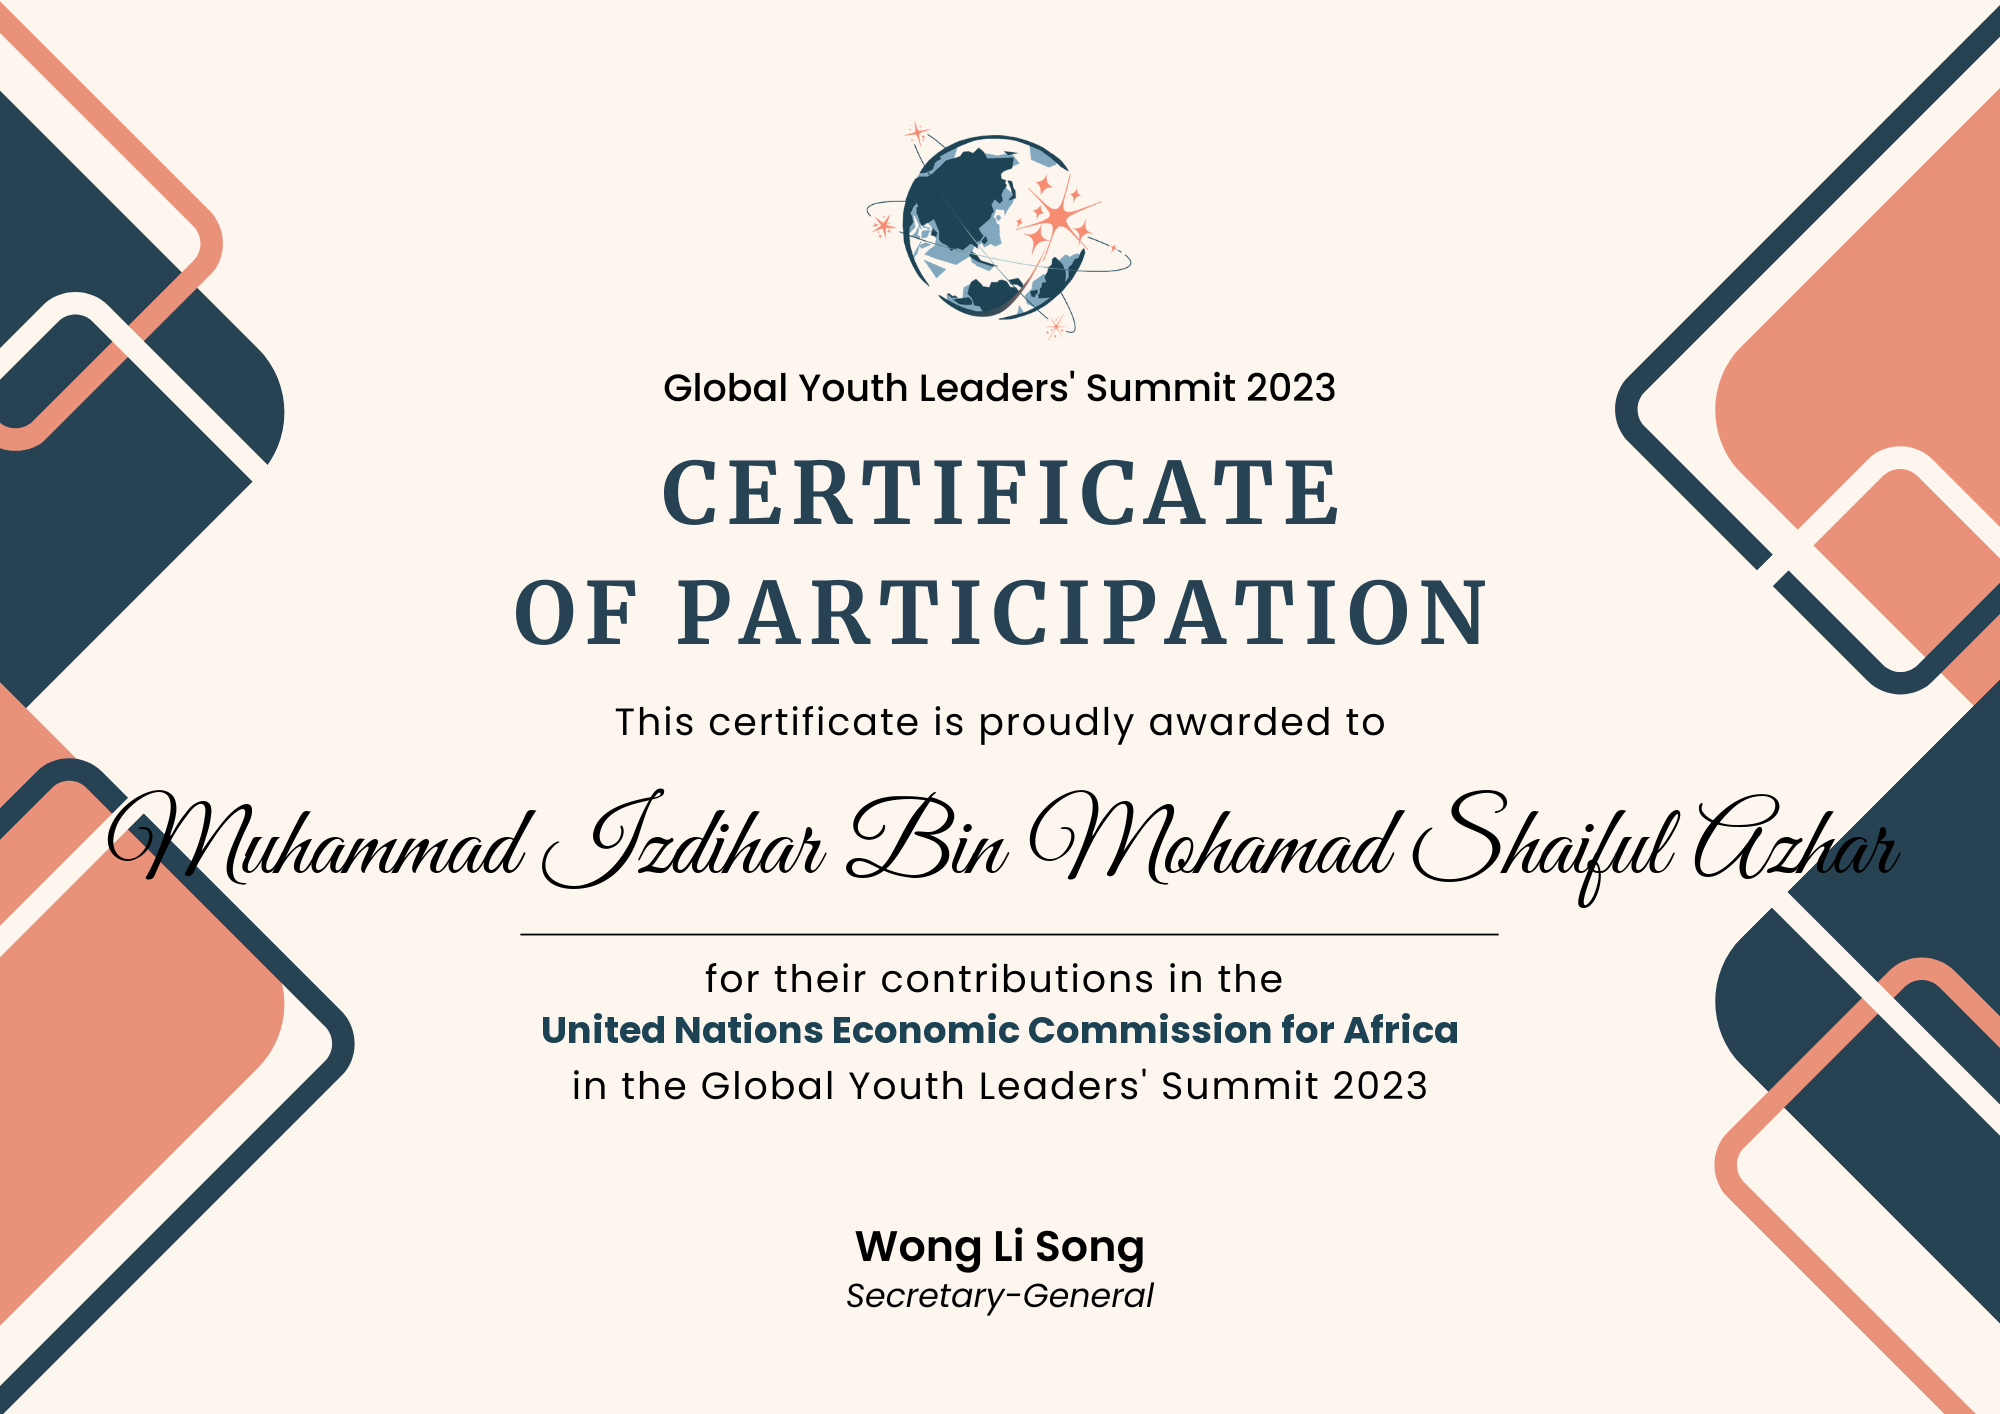 Global Youth Leaders' Summit 2023
CERTIFICATE
OF PARTICIPATION
This certificate is proudly awarded to
Muhammad Izdihar Bin Mohamad Shaiful Azhar
for their contributions in the
United Nations Economic Commission for Africa
in the Global Youth Leaders' Summit 2023
Wong Li Song
Secretary-General